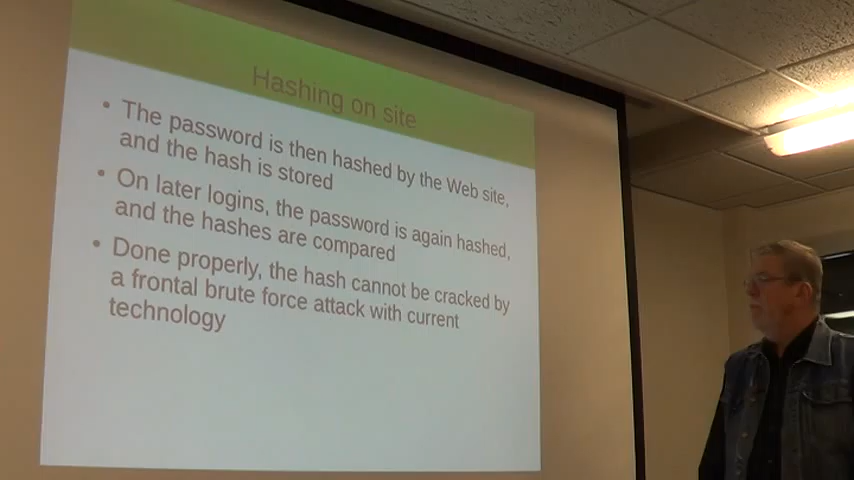 Hashing on site
• The password is then hashed by the Web site,
and the hash is stored
• On later logins, the password is again hashed,
and the hashes are compared
• Done properly, the hash cannot be cracked by
a frontal brute force attack with current
technology